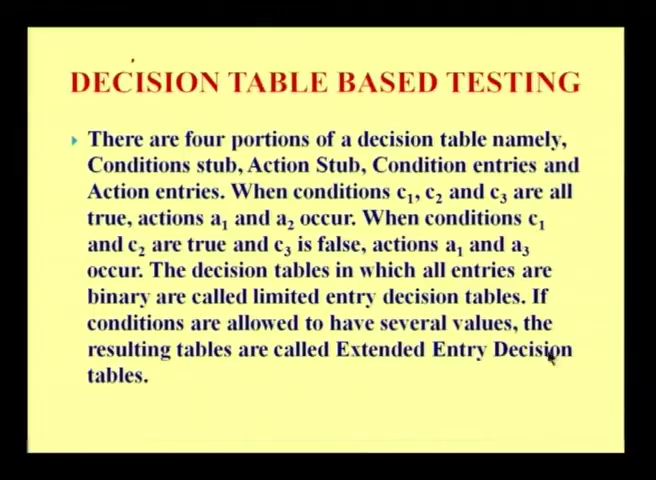 DECISION TABLE BASED TESTING
There are four portions of a decision table namely,
Conditions stub, Action Stub, Condition entries and
Action entries. When conditions c₁, c₂ and c₃ are all
true, actions a₁ and a₂ occur. When conditions c₁
and c₂ are true and c₃ is false, actions a₁ and a₃
occur. The decision tables in which all entries are
binary are called limited entry decision tables. If
conditions are allowed to have several values, the
resulting tables are called Extended Entry Decision
tables.